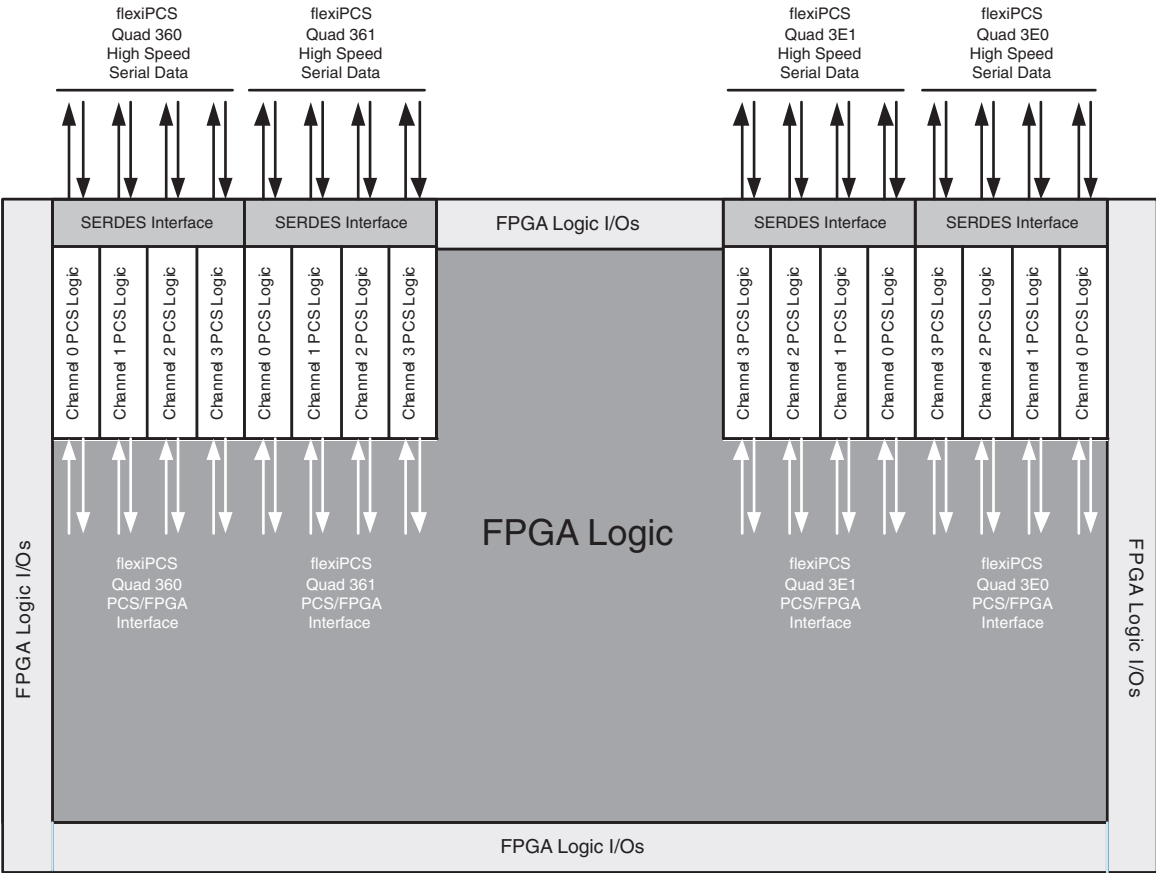 flexiPCS
Quad 360
High Speed
Serial Data
flexiPCS
Quad 361
High Speed
Serial Data
flexiPCS
Quad 3E1
High Speed
Serial Data
flexiPCS
Quad 3E0
High Speed
Serial Data
SERDES Interface
SERDES Interface
FPGA Logic I/Os
SERDES Interface
SERDES Interface
Channel 0 PCS Logic
Channel 1 PCS Logic
Channel 2 PCS Logic
Channel 3 PCS Logic
Channel 0 PCS Logic
Channel 1 PCS Logic
Channel 2 PCS Logic
Channel 3 PCS Logic
Channel 3 PCS Logic
Channel 2 PCS Logic
Channel 1 PCS Logic
Channel 0 PCS Logic
Channel 3 PCS Logic
Channel 2 PCS Logic
Channel 1 PCS Logic
Channel 0 PCS Logic
FPGA Logic
flexiPCS
Quad 360
PCS/FPGA
Interface
flexiPCS
Quad 361
PCS/FPGA
Interface
flexiPCS
Quad 3E1
PCS/FPGA
Interface
flexiPCS
Quad 3E0
PCS/FPGA
Interface
FPGA Logic I/Os
FPGA Logic I/Os
FPGA Logic I/Os